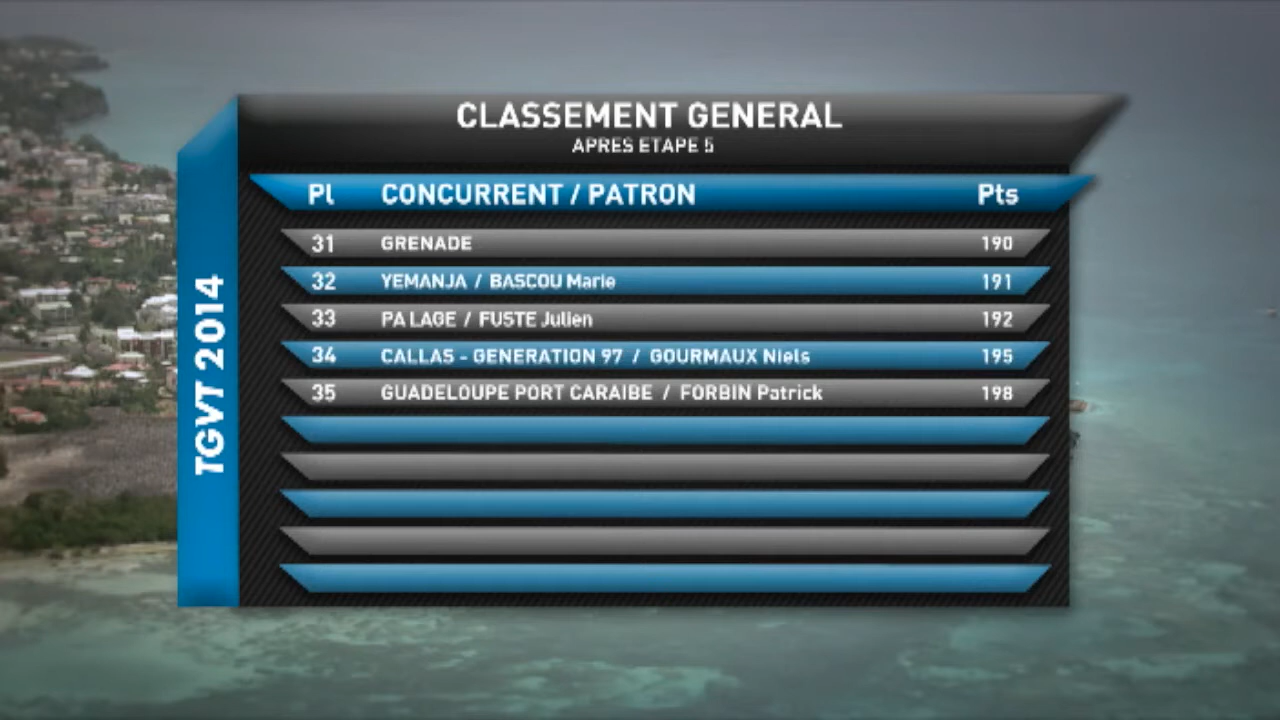 CLASSEMENT GENERAL
APRES ETAPE 5
Pl CONCURRENT / PATRON Pts
31 GRENADE 190
32 YEMANJA / BASCOU Marie 191
33 PA LAGE / FUSTE Julien 192
34 CALLAS - GENERATION 97 / GOURMAUX Niels 195
35 GUADELOUPE PORT CARAIBE / FORBIN Patrick 198
TGVT 2014